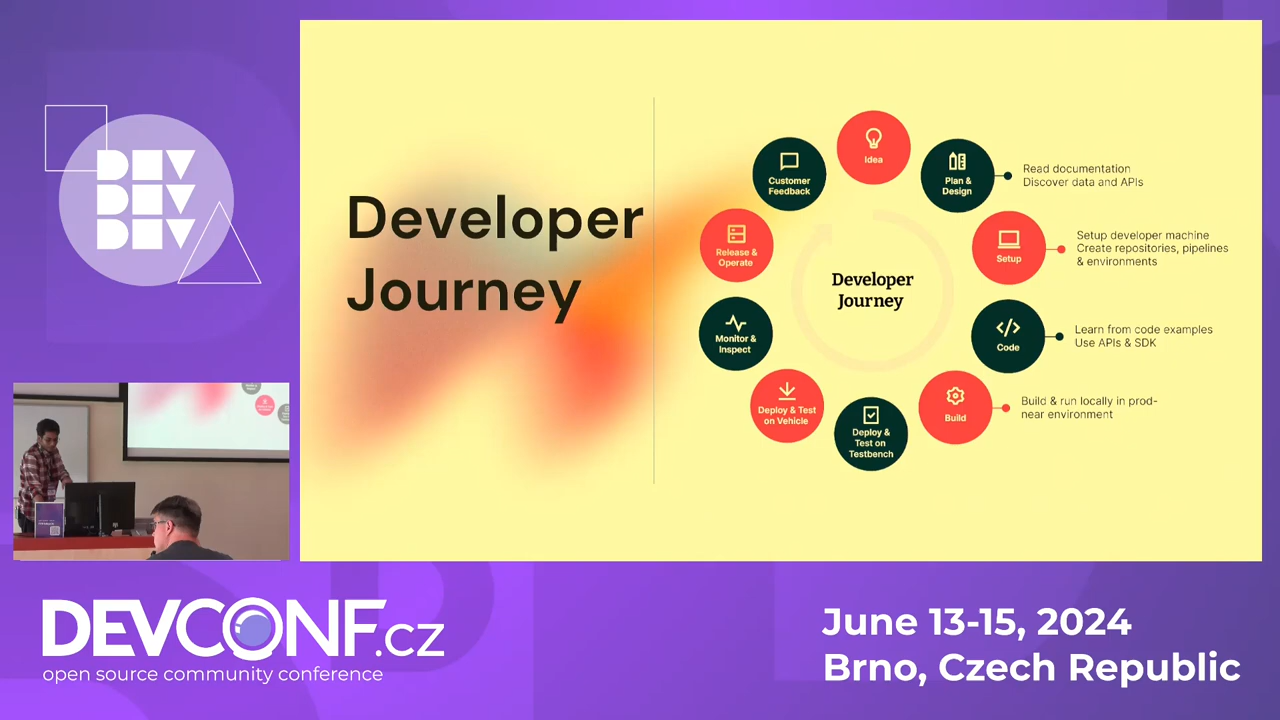 DEV
DEV
DEV
Developer
Journey
Idea
Plan &
Design
Read documentation
Discover data and APIs
Setup
Setup developer machine
Create repositories, pipelines
& environments
Code
Learn from code examples
Use APIs & SDK
Build
Build & run locally in prod-
near environment
Deploy &
Test on
Testbench
Deploy & Test
on Vehicle
Monitor &
Inspect
Release &
Operate
Customer
Feedback
Developer
Journey
DEVCONF.cz
open source community conference
June 13-15, 2024
Brno, Czech Republic